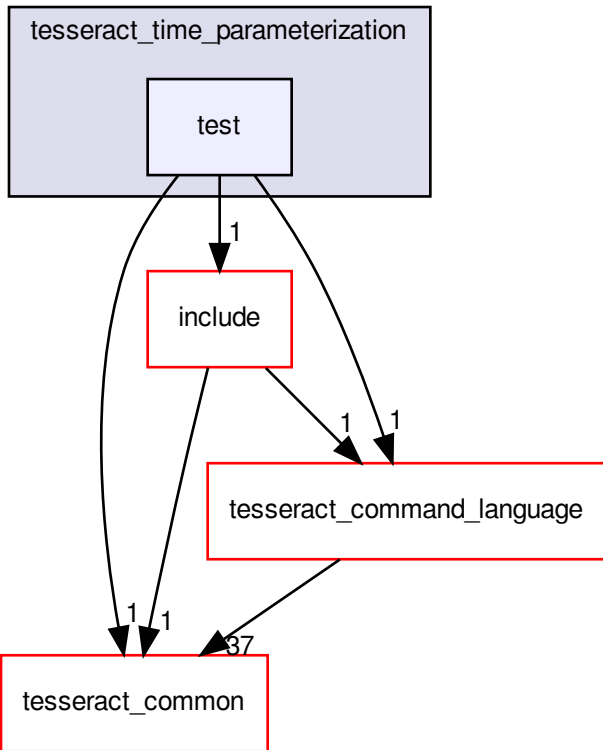 tesseract_time_parameterization
test
1
include
1
1
tesseract_command_language
1
1
37
tesseract_common